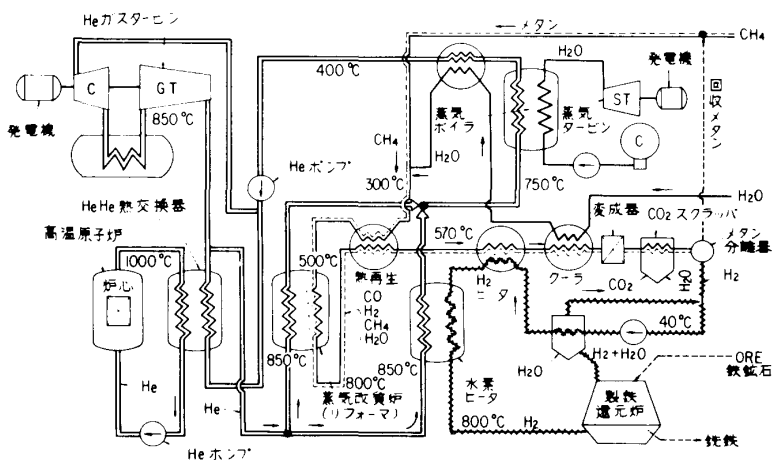 Heガスタービン
メタン
CH4
C
GT
発電機
850℃
400℃
蒸気
ボイラ
H2O
ST
発電機
蒸気
タービン
C
回収メタン
CH4
H2O
300℃
750℃
Heポンプ
H2O
HeHe熱交換器
高温原子炉
1000℃
炉心
500℃
熱再生
570℃
H2
ヒータ
クーラ
変成器
CO2スクラッバ
メタン
分離器
H2O
H2
CO2
CO
H2
CH4
H2O
850℃
800℃
850℃
40℃
H2+H2O
H2O
ORE
鉄鉱石
蒸気改質炉
(リフォーマ)
水素
ヒータ
800℃
H2
製鉄
還元炉
銑鉄
He
He
Heポンプ